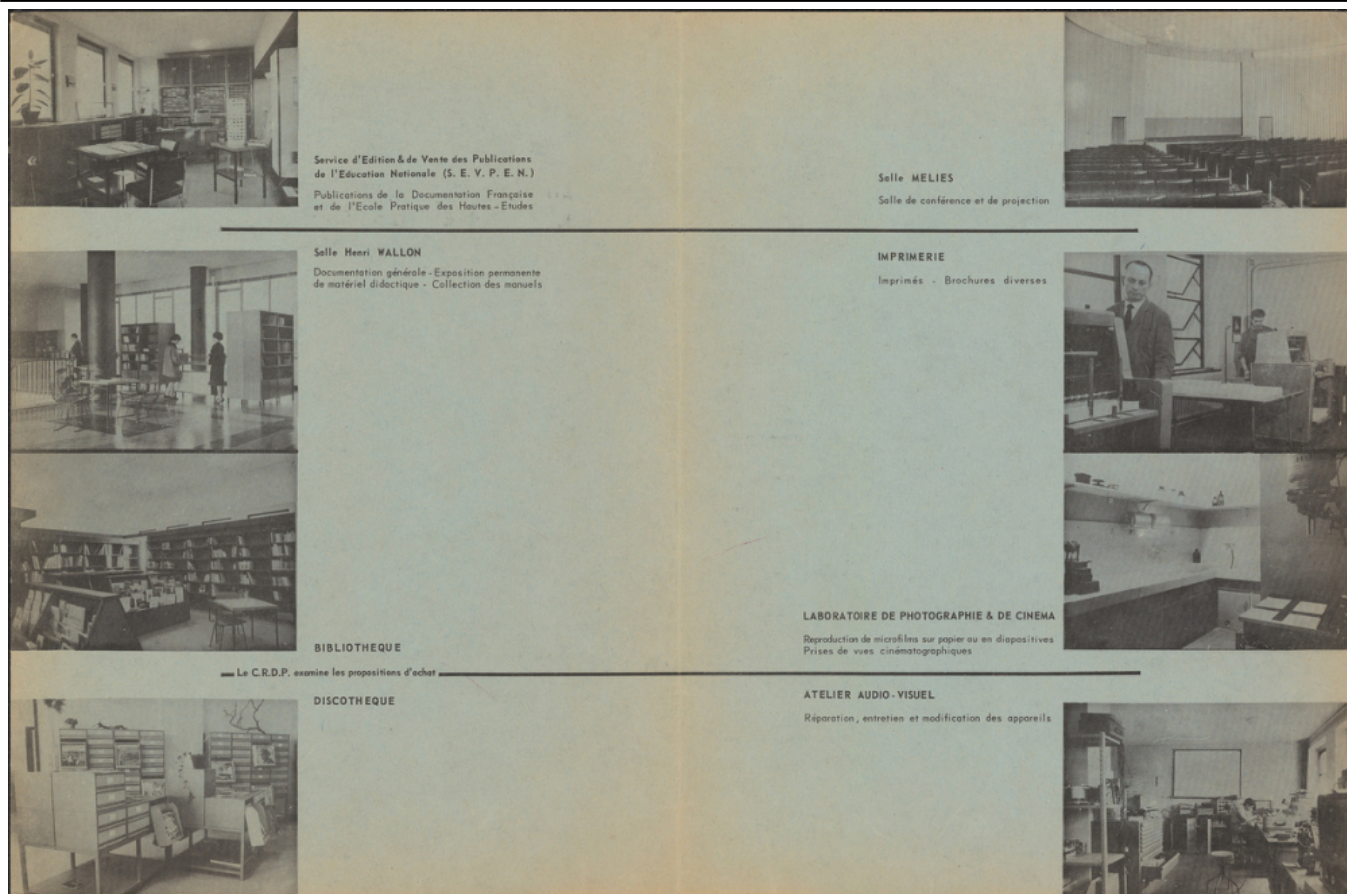 Service d'Edition & de Vente des Publications
de l'Education Nationale (S. E. V. P. E. N.)
Publications de la Documentation Française
et de l'Ecole Pratique des Hautes - Etudes
Salle Henri WALLON
Documentation générale - Exposition permanente
de matériel didactique - Collection des manuels
BIBLIOTHEQUE
Le C.R.D.P. examine les propositions d'achat
DISCOTHEQUE
Salle MELIES
Salle de conférence et de projection
IMPRIMERIE
Imprimés - Brochures diverses
LABORATOIRE DE PHOTOGRAPHIE & DE CINEMA
Reproduction de microfilms sur papier ou en diapositives
Prises de vues cinématographiques
ATELIER AUDIO-VISUEL
Réparation, entretien et modification des appareils